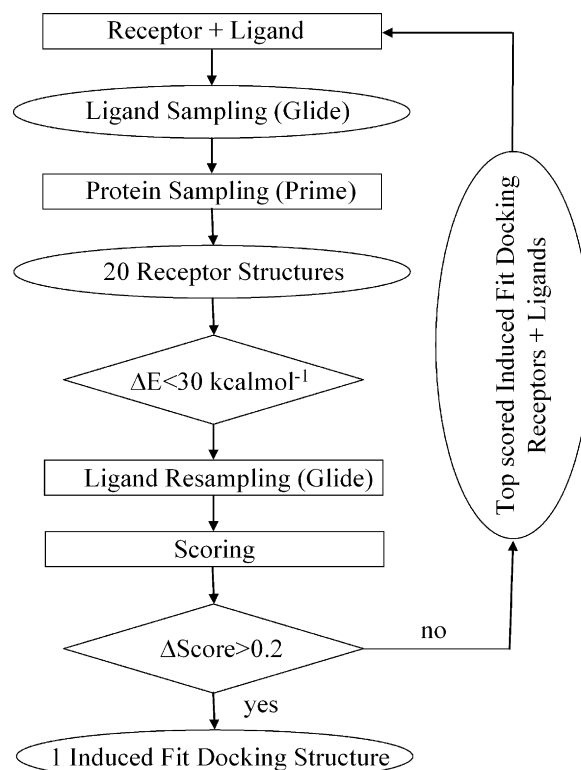 Receptor + Ligand
Ligand Sampling (Glide)
Protein Sampling (Prime)
20 Receptor Structures
ΔE<30 kcalmol⁻¹
Ligand Resampling (Glide)
Scoring
ΔScore>0.2
no
yes
1 Induced Fit Docking Structure
Top scored Induced Fit Docking
Receptors + Ligands